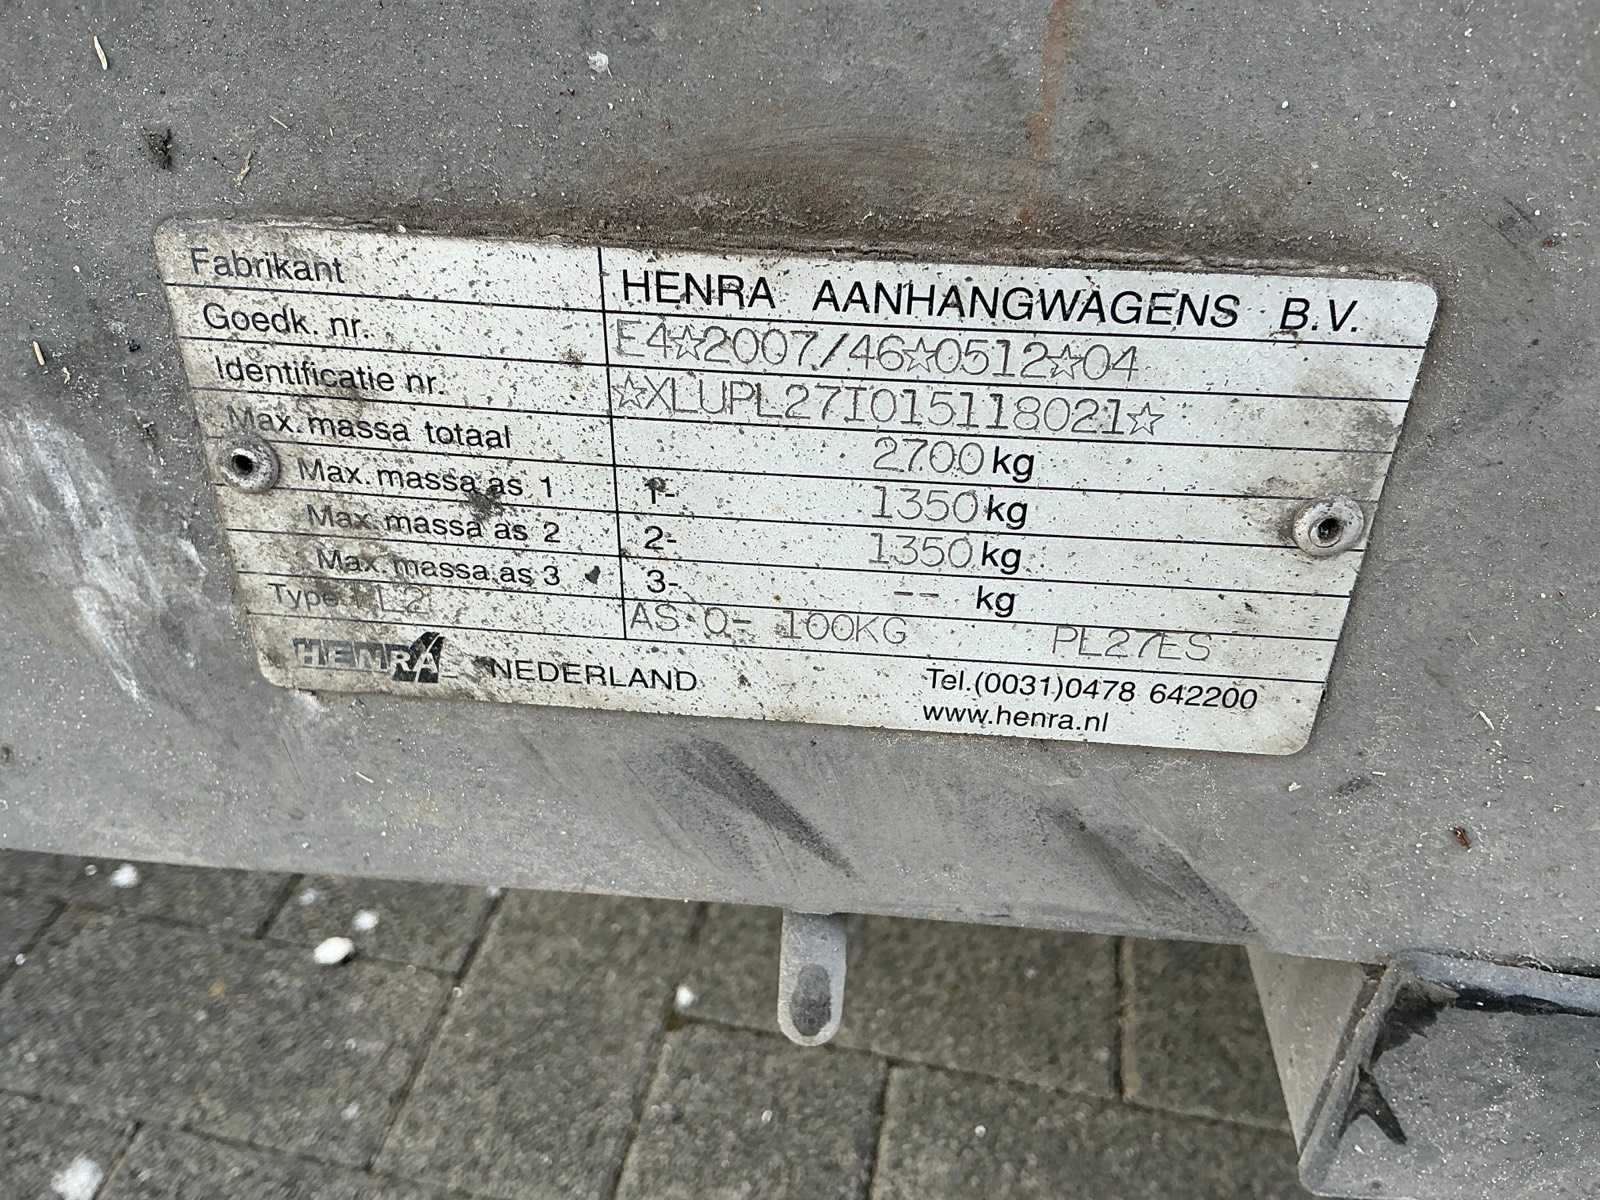 Fabrikant HENRA AANHANGWAGENS B.V.
Goedk. nr. E4☆2007/46☆0512☆04
Identificatie nr. ☆XLUPL27I015118021☆
Max. massa totaal 2700 kg
Max. massa as 1 1- 1350 kg
Max. massa as 2 2- 1350 kg
Max. massa as 3 3- -- kg
Type L2 AS 0- 100KG PL27ES
HENRA NEDERLAND Tel.(0031)0478 642200
www.henra.nl